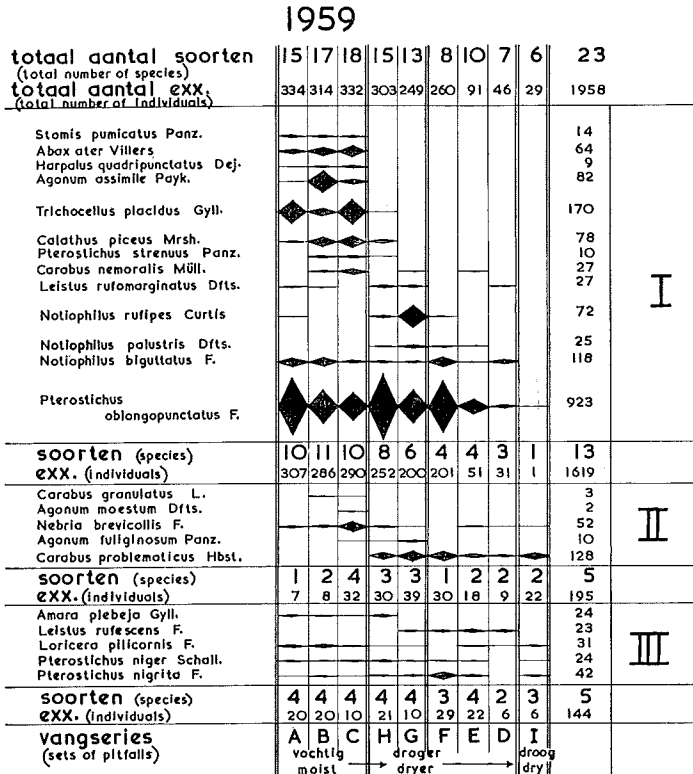 1959
totaal aantal soorten 15 17 18 15 13 8 10 7 6 23
(total number of species)
totaal aantal exx. 334 314 332 303 249 260 91 46 29 1958
(total number of individuals)
Stomis pumicatus Panz. 14
Abax ater Villers 64
Harpalus quadripunctatus Dej. 9
Agonum assimile Payk. 82
Trichocellus placidus Gyll. 170
Calathus piceus Mrsh. 78
Pterostichus strenuus Panz. 10
Carabus nemoralis Müll. 27
Leistus rufomarginatus Dfts. 27
I
Notiophilus rufipes Curtis 72
Notiophilus palustris Dfts. 25
Notiophilus biguttatus F. 118
Pterostichus 923
oblongopunctatus F.
soorten (species) 10 11 10 8 6 4 4 3 1 13
exx. (individuals) 307 286 290 252 200 201 51 31 1 1619
Carabus granulatus L. 3
Agonum moestum Dfts. 2
Nebria brevicollis F. 52
II
Agonum fuliginosum Panz. 10
Carabus problematicus Hbst. 128
soorten (species) 1 2 4 3 3 1 2 2 2 5
exx. (individuals) 7 8 32 30 39 30 18 9 22 195
Amara plebeja Gyll. 24
Leistus rufescens F. 23
Loricera pilicornis F. 31
III
Pterostichus niger Schall. 24
Pterostichus nigrita F. 42
soorten (species) 4 4 4 4 4 3 4 2 3 5
exx. (individuals) 20 20 10 21 10 29 22 6 6 144
vangseries A B C H G F E D I
(sets of pitfalls) vochtig → droger → droog
moist dryer dry